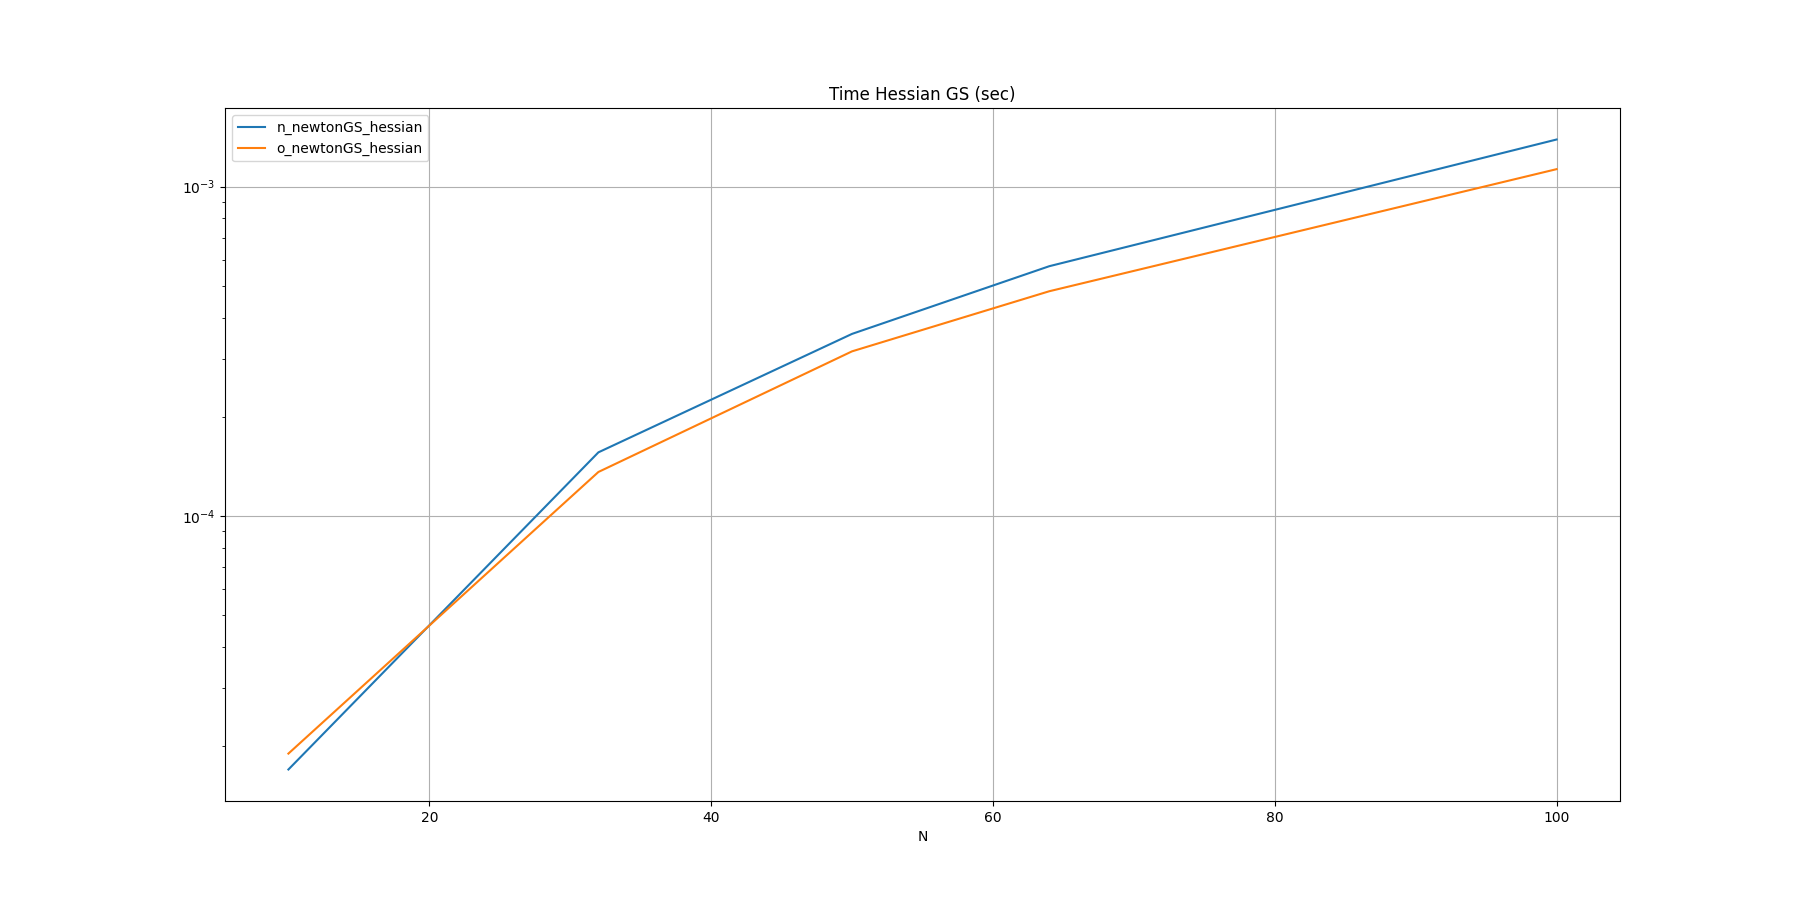 Time Hessian GS (sec)
n_newtonGS_hessian
o_newtonGS_hessian
10⁻³
10⁻⁴
20 40 60 80 100
N